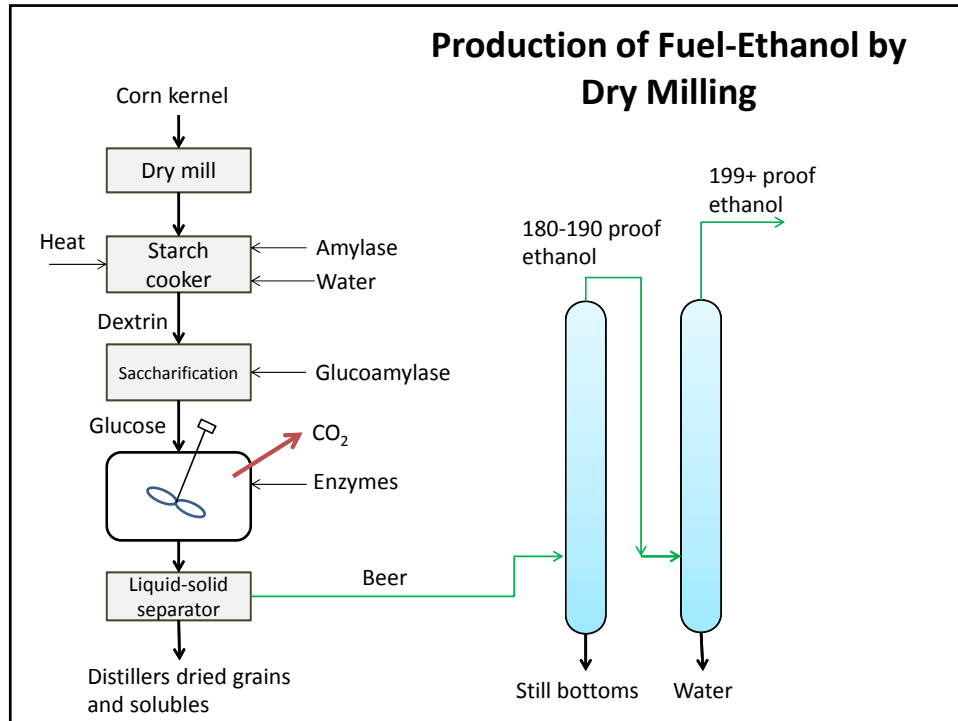 Production of Fuel-Ethanol by
Dry Milling
Corn kernel
Dry mill
Heat
Starch
cooker
Amylase
Water
Dextrin
Saccharification
Glucoamylase
Glucose
CO₂
Enzymes
Liquid-solid
separator
Beer
Distillers dried grains
and solubles
180-190 proof
ethanol
199+ proof
ethanol
Still bottoms
Water